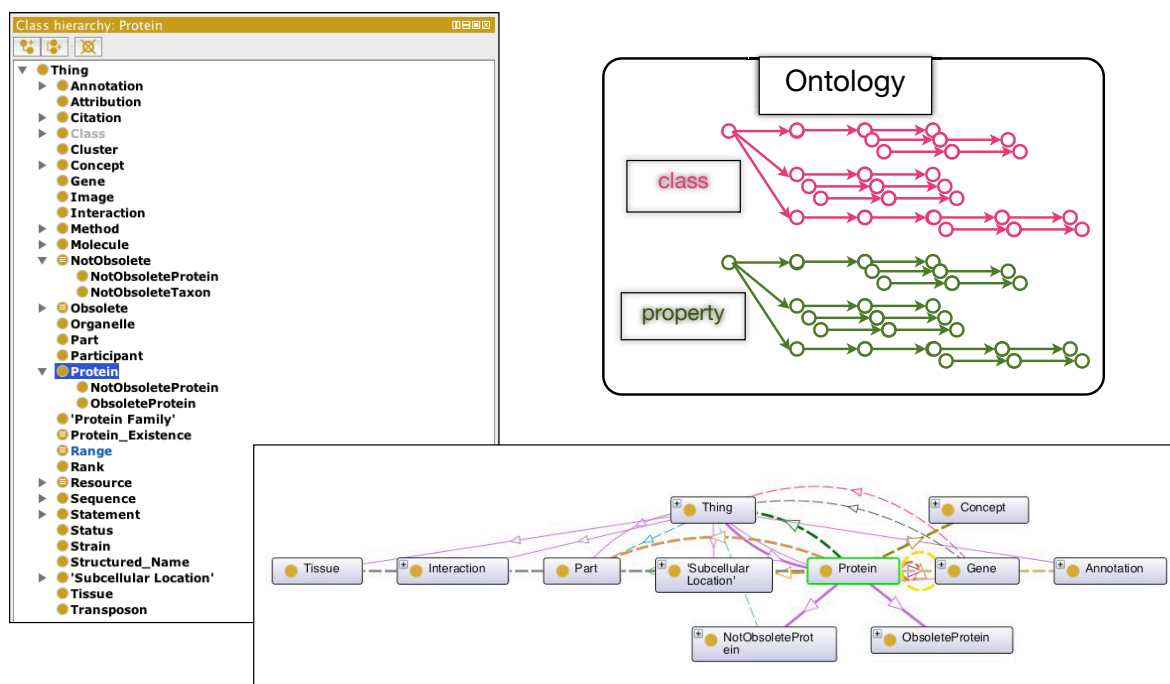 Class hierarchy: Protein
Thing
Annotation
Attribution
Citation
Class
Cluster
Concept
Gene
Image
Interaction
Method
Molecule
NotObsolete
NotObsoleteProtein
NotObsoleteTaxon
Obsolete
Organelle
Part
Participant
Protein
NotObsoleteProtein
ObsoleteProtein
'Protein Family'
Protein_Existence
Range
Rank
Resource
Sequence
Statement
Status
Strain
Structured_Name
'Subcellular Location'
Tissue
Transposon
Ontology
class
property
Thing
Concept
Tissue
Interaction
Part
'Subcellular
Location'
Protein
Gene
Annotation
NotObsoleteProt
ein
ObsoleteProtein